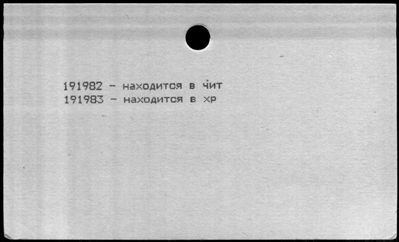 191982 - находится в чит
191983 - находится в хр